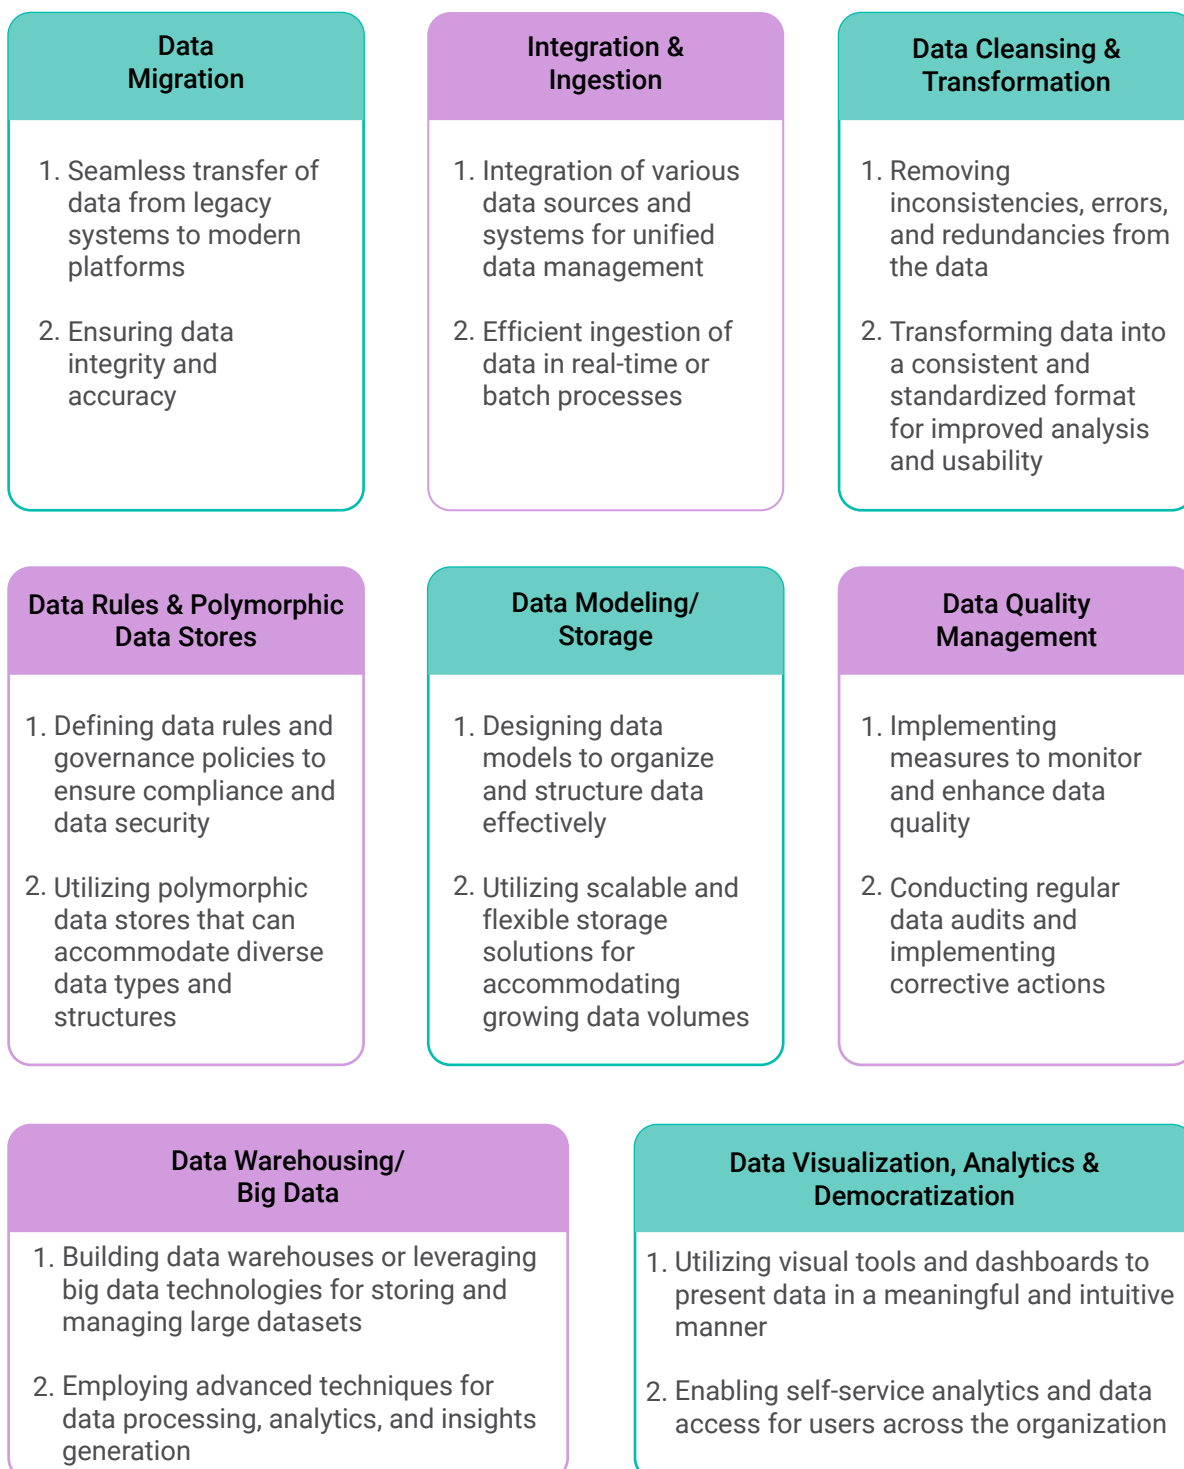 Data
Migration
1. Seamless transfer of
data from legacy
systems to modern
platforms
2. Ensuring data
integrity and
accuracy
Integration &
Ingestion
1. Integration of various
data sources and
systems for unified
data management
2. Efficient ingestion of
data in real-time or
batch processes
Data Cleansing &
Transformation
1. Removing
inconsistencies, errors,
and redundancies from
the data
2. Transforming data into
a consistent and
standardized format
for improved analysis
and usability
Data Rules & Polymorphic
Data Stores
1. Defining data rules and
governance policies to
ensure compliance and
data security
2. Utilizing polymorphic
data stores that can
accommodate diverse
data types and
structures
Data Modeling/
Storage
1. Designing data
models to organize
and structure data
effectively
2. Utilizing scalable and
flexible storage
solutions for
accommodating
growing data volumes
Data Quality
Management
1. Implementing
measures to monitor
and enhance data
quality
2. Conducting regular
data audits and
implementing
corrective actions
Data Warehousing/
Big Data
1. Building data warehouses or leveraging
big data technologies for storing and
managing large datasets
2. Employing advanced techniques for
data processing, analytics, and insights
generation
Data Visualization, Analytics &
Democratization
1. Utilizing visual tools and dashboards to
present data in a meaningful and intuitive
manner
2. Enabling self-service analytics and data
access for users across the organization